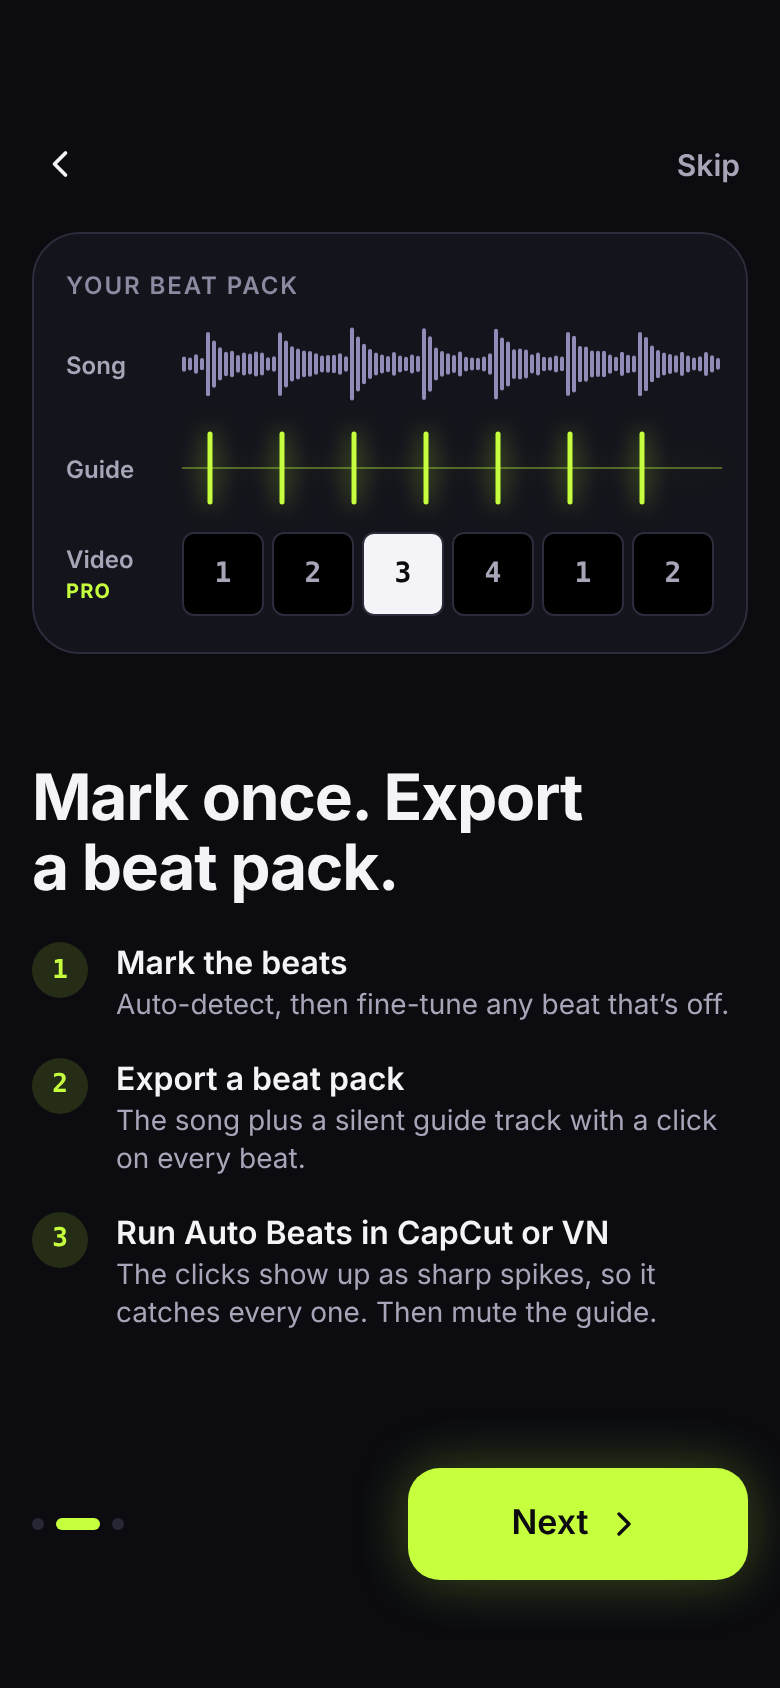 Skip
YOUR BEAT PACK
Song
Guide
Video
PRO
1 2 3 4 1 2
Mark once. Export
a beat pack.
1 Mark the beats
Auto-detect, then fine-tune any beat that’s off.
2 Export a beat pack
The song plus a silent guide track with a click
on every beat.
3 Run Auto Beats in CapCut or VN
The clicks show up as sharp spikes, so it
catches every one. Then mute the guide.
Next